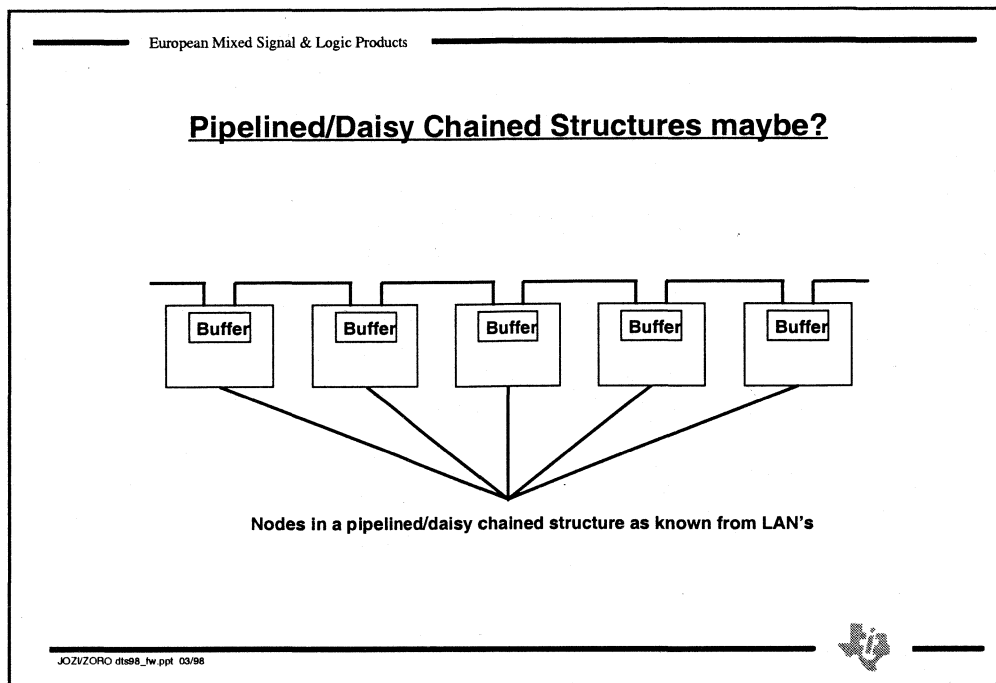 European Mixed Signal & Logic Products
Pipelined/Daisy Chained Structures maybe?
Buffer Buffer Buffer Buffer Buffer
Nodes in a pipelined/daisy chained structure as known from LAN's
JOZI/ZORO dts98_fw.ppt 03/98